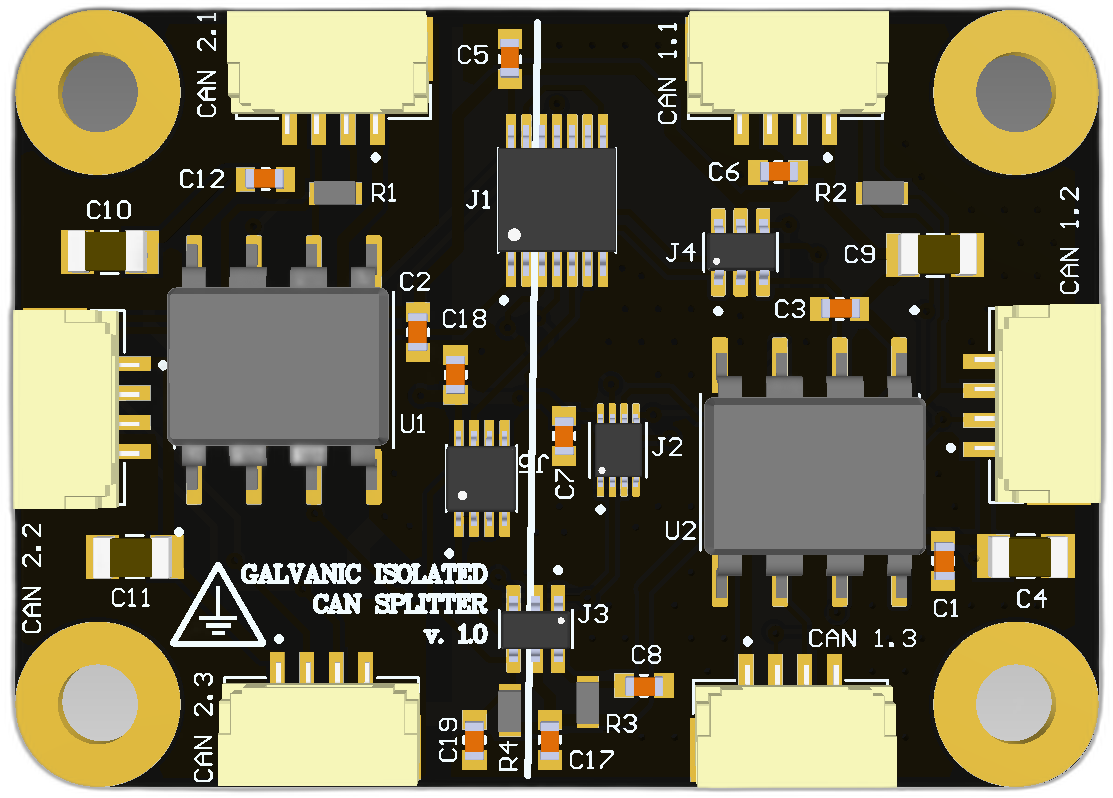 CAN 2.1
C5
CAN 1.1
C12
R1
C6
R2
J1
C10
CAN 1.2
J4
C9
C2
C3
C18
U1
J2
J5
C7
U2
CAN 2.2
GALVANIC ISOLATED
CAN SPLITTER
v. 1.0
C11
C1
C4
J3
CAN 1.3
C8
CAN 2.3
R3
C19
R4
C17